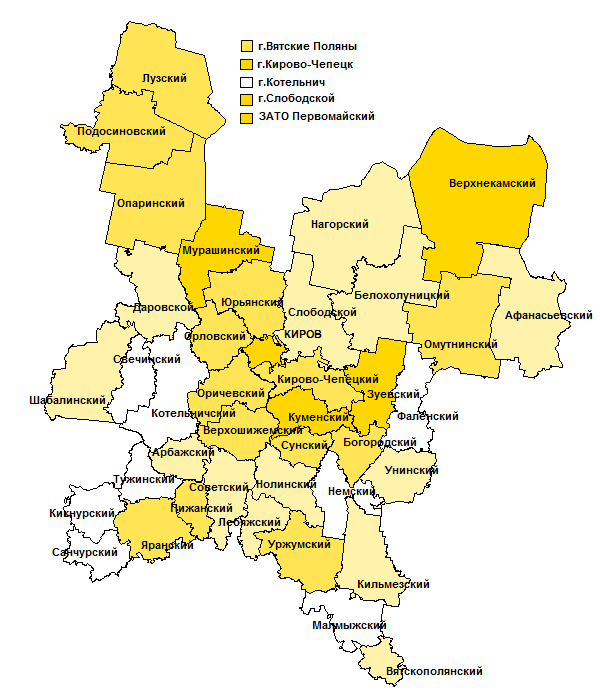 г.Вятские Поляны
г.Кирово-Чепецк
г.Котельнич
г.Слободской
ЗАТО Первомайский
Лузский
Подосиновский
Опаринский
Верхнекамский
Нагорский
Мурашинский
Юрьянский
Белохолуницкий
Даровской
Слободской
Афанасьевский
Орловский
КИРОВ
Омутнинский
Свечинский
Кирово-Чепецкий
Шабалинский
Оричевский
Зуевский
Котельничский
Куменский
Фаленский
Верхошижемский
Сунский
Богородский
Арбажский
Унинский
Тужинский
Советский
Нолинский
Немский
Кикнурский
Пижанский
Лебяжский
Яранский
Уржумский
Санчурский
Кильмезский
Малмыжский
Вятскополянский